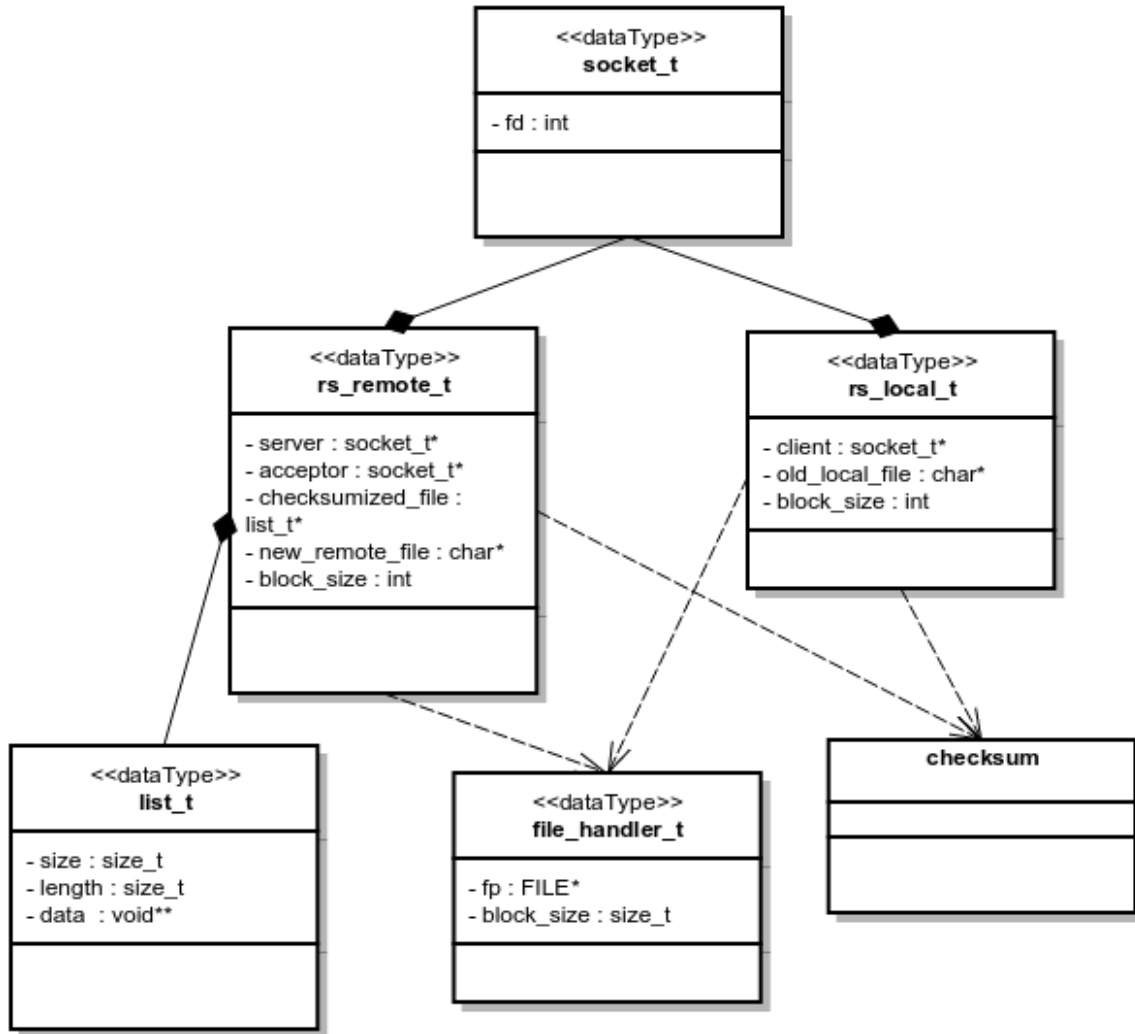 <<dataType>>
socket_t
- fd : int
<<dataType>>
rs_remote_t
- server : socket_t*
- acceptor : socket_t*
- checksumized_file :
list_t*
- new_remote_file : char*
- block_size : int
<<dataType>>
rs_local_t
- client : socket_t*
- old_local_file : char*
- block_size : int
<<dataType>>
list_t
- size : size_t
- length : size_t
- data  : void**
<<dataType>>
file_handler_t
- fp : FILE*
- block_size : size_t
checksum